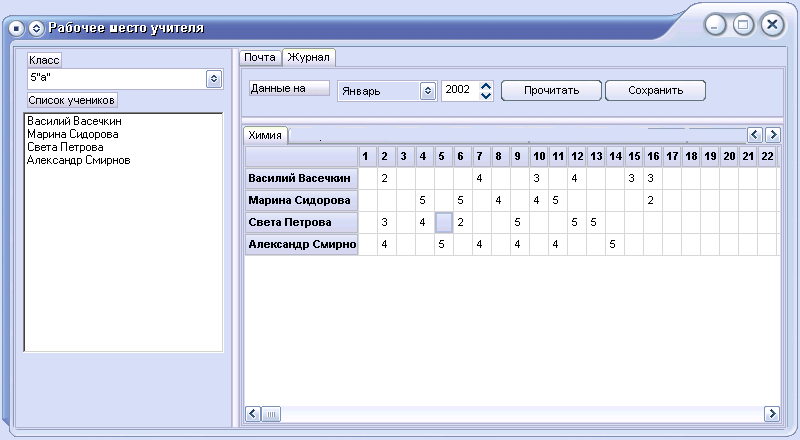 Рабочее место учителя
Класс
5"а"
Список учеников
Василий Васечкин
Марина Сидорова
Света Петрова
Александр Смирнов
Почта Журнал
Данные на Январь 2002 Прочитать Сохранить
Химия
1 2 3 4 5 6 7 8 9 10 11 12 13 14 15 16 17 18 19 20 21 22
Василий Васечкин 2 4 3 4 3 3
Марина Сидорова 5 5 4 4 5 2
Света Петрова 3 4 2 5 5 5
Александр Смирно 4 5 4 4 4 5